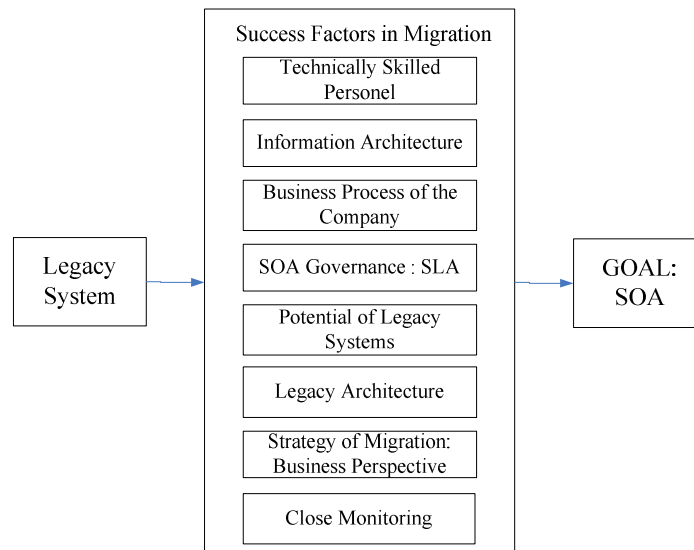 Success Factors in Migration
Technically Skilled
Personel
Information Architecture
Business Process of the
Company
SOA Governance : SLA
Potential of Legacy
Systems
Legacy Architecture
Strategy of Migration:
Business Perspective
Close Monitoring
Legacy
System
GOAL:
SOA